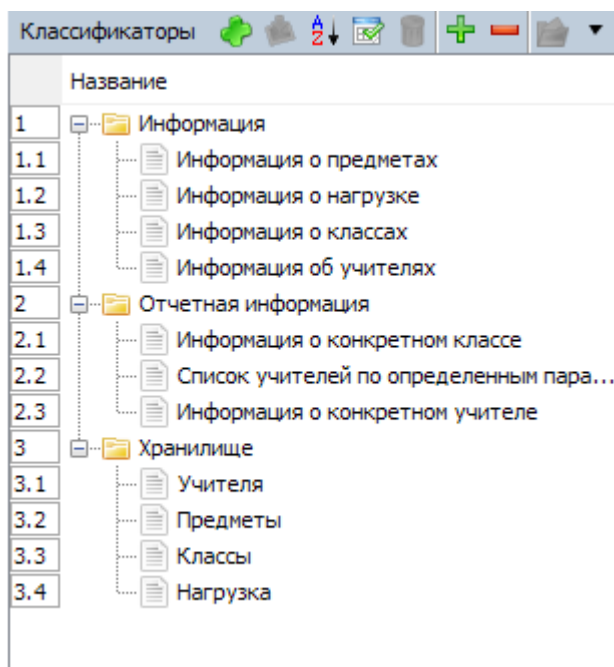 Классификаторы
Название
1 Информация
1.1 Информация о предметах
1.2 Информация о нагрузке
1.3 Информация о классах
1.4 Информация об учителях
2 Отчетная информация
2.1 Информация о конкретном классе
2.2 Список учителей по определенным пара...
2.3 Информация о конкретном учителе
3 Хранилище
3.1 Учителя
3.2 Предметы
3.3 Классы
3.4 Нагрузка